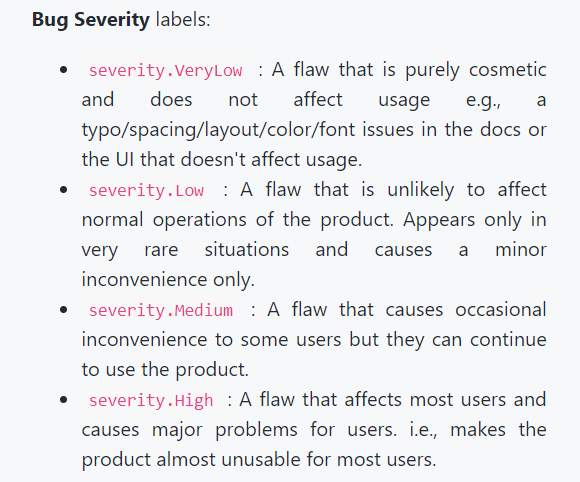 Bug Severity labels:
• severity.VeryLow : A flaw that is purely cosmetic
and does not affect usage e.g., a
typo/spacing/layout/color/font issues in the docs or
the UI that doesn't affect usage.
• severity.Low : A flaw that is unlikely to affect
normal operations of the product. Appears only in
very rare situations and causes a minor
inconvenience only.
• severity.Medium : A flaw that causes occasional
inconvenience to some users but they can continue
to use the product.
• severity.High : A flaw that affects most users and
causes major problems for users. i.e., makes the
product almost unusable for most users.